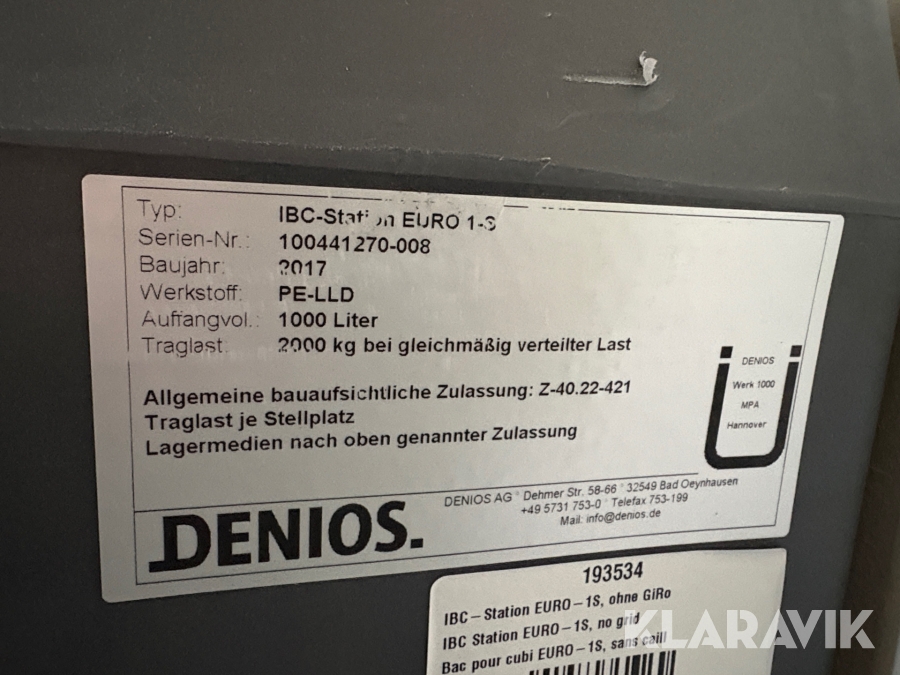 Typ: IBC-Station EURO 1-S
Serien-Nr.: 100441270-008
Baujahr: 2017
Werkstoff: PE-LLD
Auffangvol.: 1000 Liter
Traglast: 2000 kg bei gleichmäßig verteilter Last
Allgemeine bauaufsichtliche Zulassung: Z-40.22-421
Traglast je Stellplatz
Lagermedien nach oben genannter Zulassung
DENIOS
Werk 1000
MPA
Hannover
DENIOS AG * Dehmer Str. 58-66 * 32549 Bad Oeynhausen
+49 5731 753-0 * Telefax 753-199
Mail: info@denios.de
DENIOS.
193534
IBC-Station EURO-1S, ohne GiRo
IBC Station EURO-1S, no grid
Bac pour cubi EURO-1S, sans caill
KLARAVIK